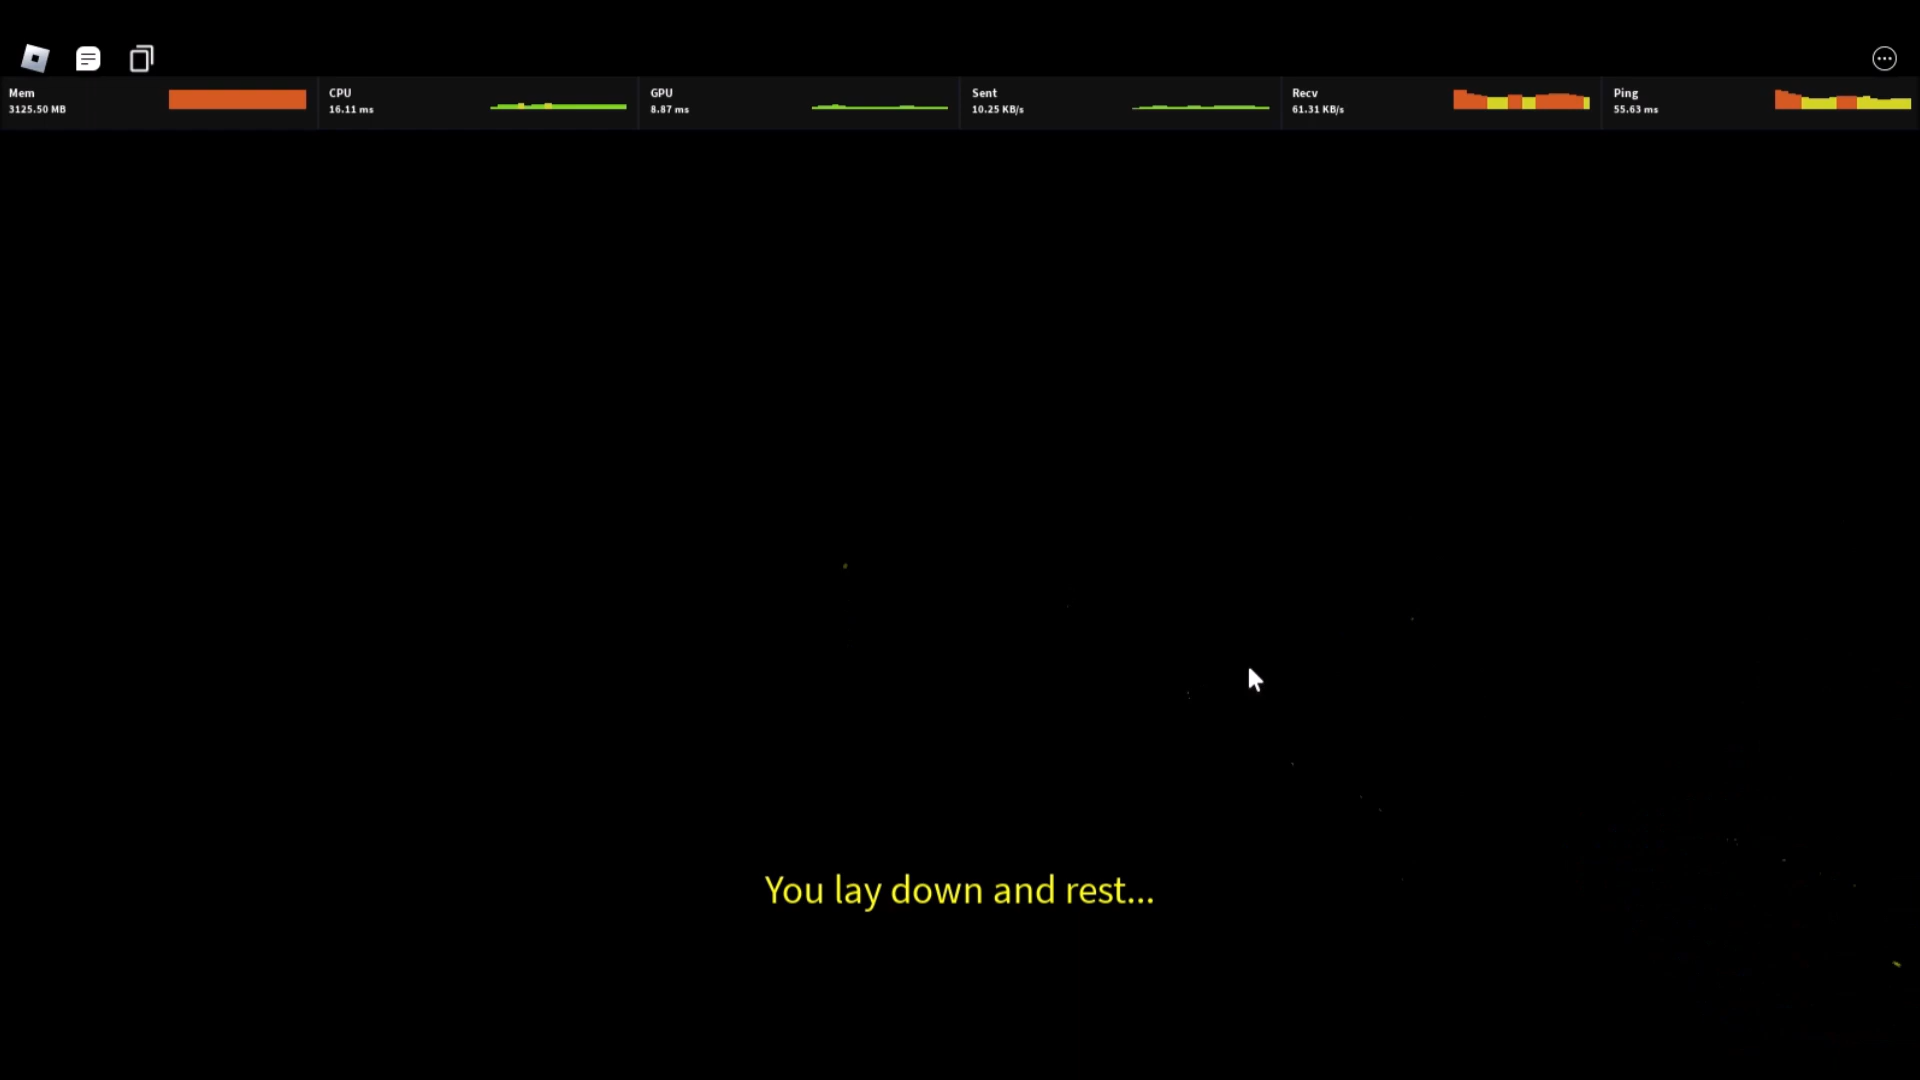 Mem CPU GPU Sent Recv Ping
3125.50 MB 16.11 ms 8.87 ms 10.25 KB/s 61.31 KB/s 55.63 ms
You lay down and rest...